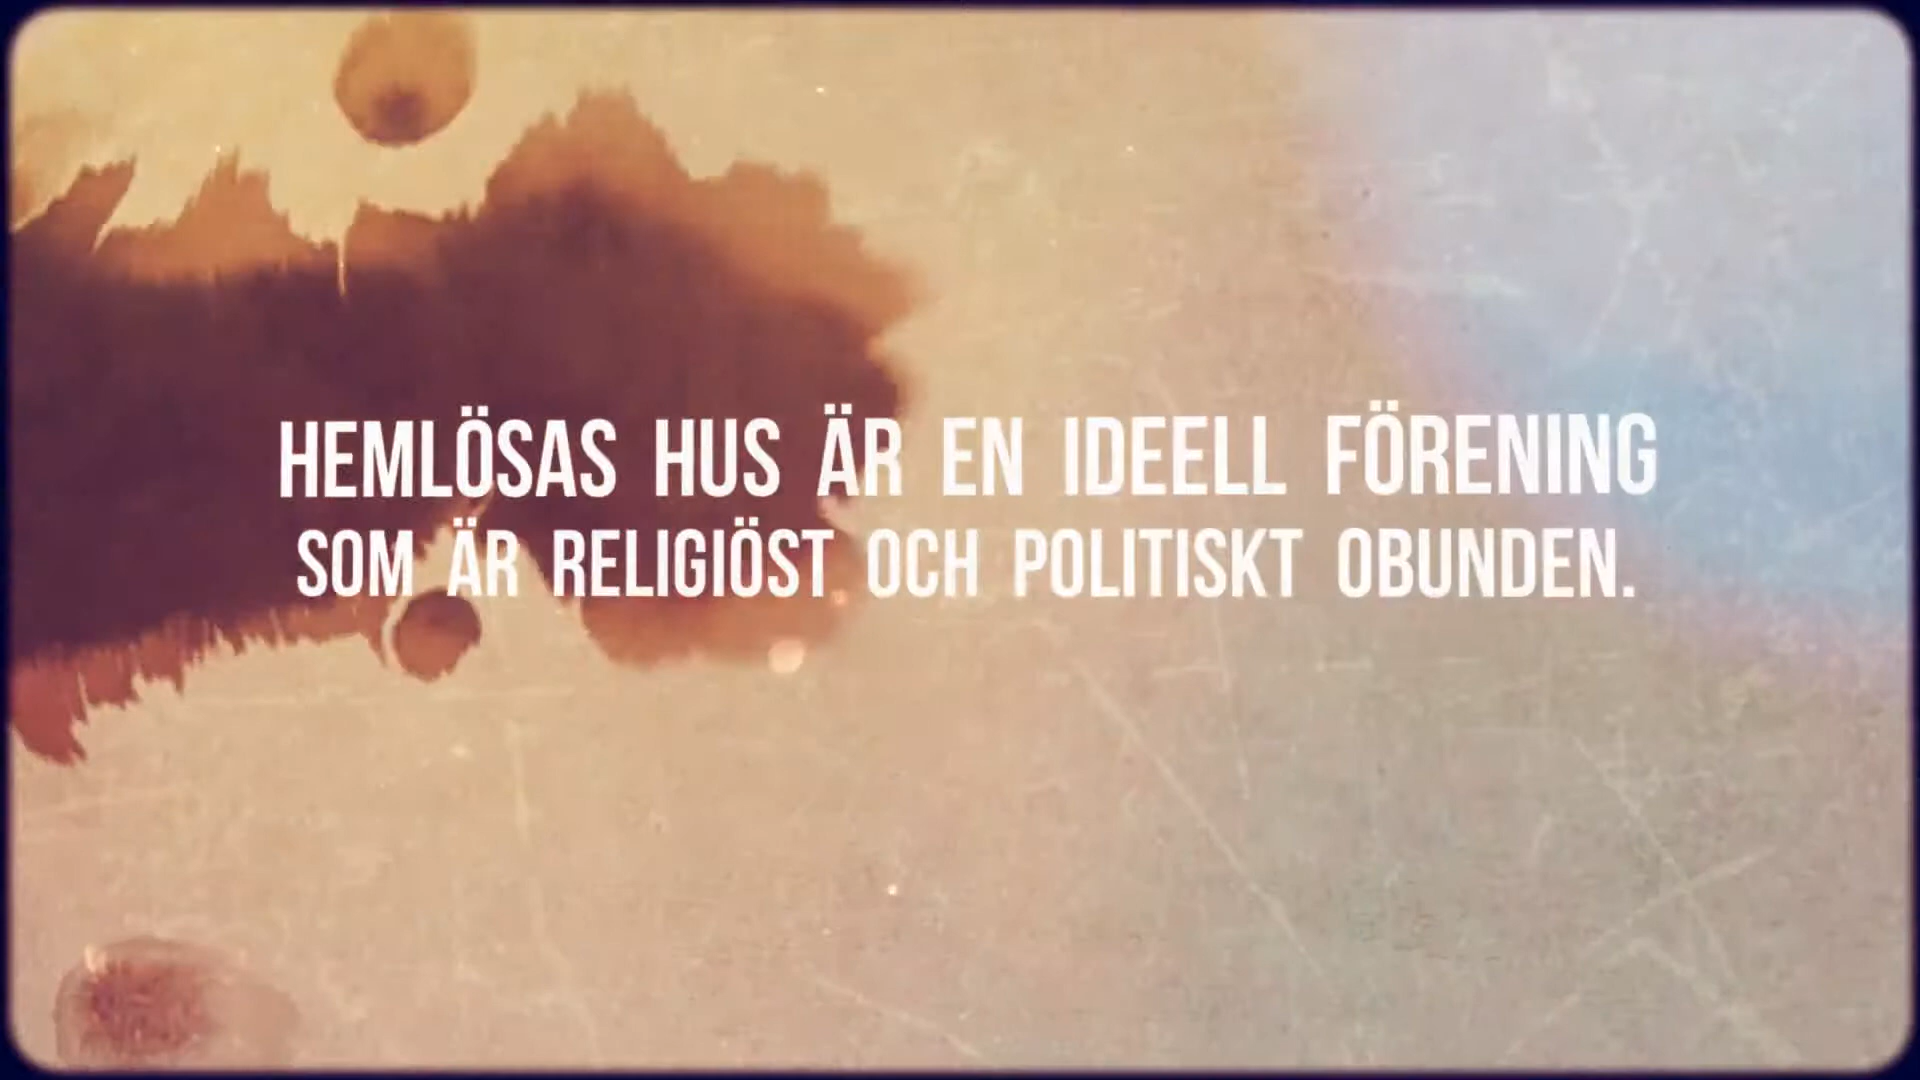 HEMLÖSAS HUS ÄR EN IDEELL FÖRENING
SOM ÄR RELIGIÖST OCH POLITISKT OBUNDEN.